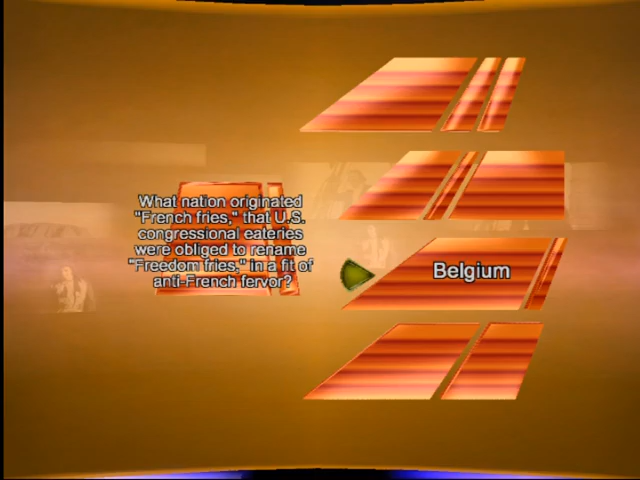 What nation originated
"French fries," that U.S.
congressional eateries
were obliged to rename
"Freedom fries," in a fit of
anti-French fervor?
Belgium